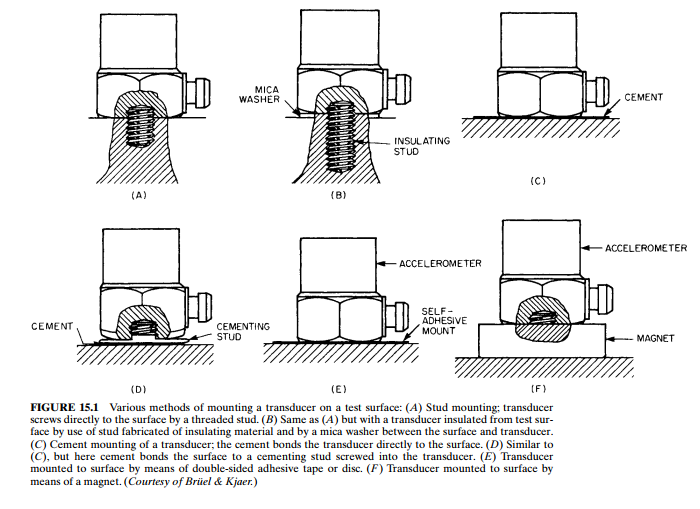 MICA
WASHER
INSULATING
STUD
CEMENT
(A)
(B)
(C)
CEMENT
CEMENTING
STUD
ACCELEROMETER
SELF-
ADHESIVE
MOUNT
ACCELEROMETER
MAGNET
(D)
(E)
(F)
FIGURE 15.1 Various methods of mounting a transducer on a test surface: (A) Stud mounting; transducer
screws directly to the surface by a threaded stud. (B) Same as (A) but with a transducer insulated from test sur-
face by use of stud fabricated of insulating material and by a mica washer between the surface and transducer.
(C) Cement mounting of a transducer; the cement bonds the transducer directly to the surface. (D) Similar to
(C), but here cement bonds the surface to a cementing stud screwed into the transducer. (E) Transducer
mounted to surface by means of double-sided adhesive tape or disc. (F) Transducer mounted to surface by
means of a magnet. (Courtesy of Brüel & Kjaer.)